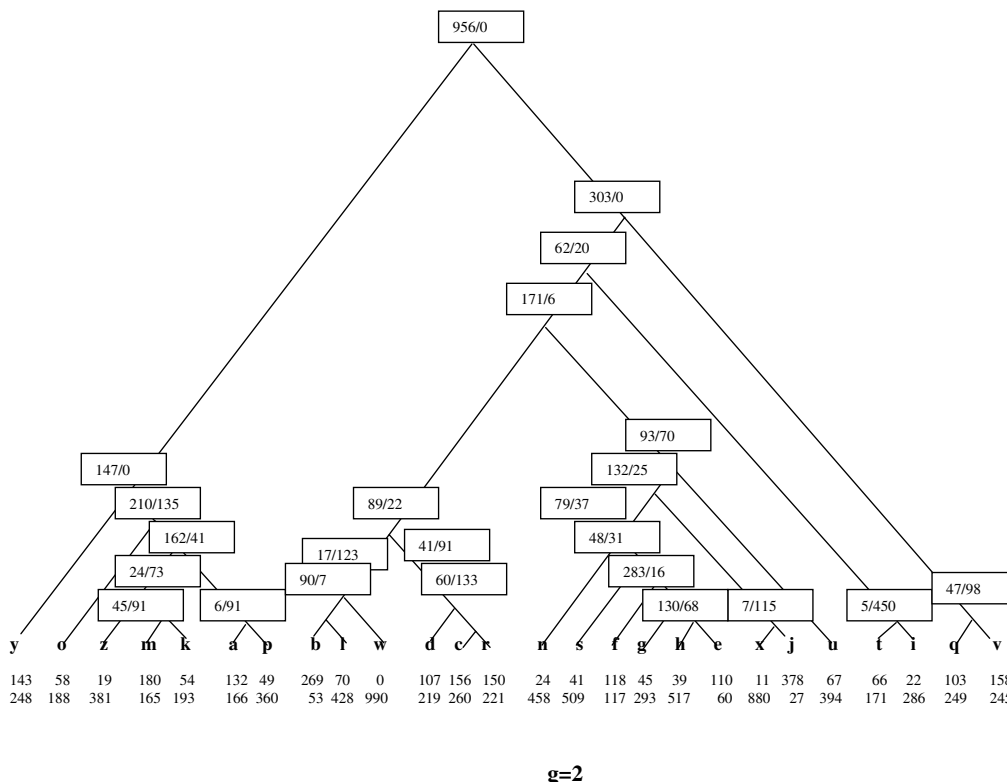 956/0
303/0
62/20
171/6
93/70
147/0 132/25
210/135 89/22 79/37
162/41 17/123 41/91 48/31
24/73 90/7 60/133 283/16 47/98
45/91 6/91 130/68 7/115 5/450
y o z m k a p b l w d c r n s f g h e x j u t i q v
143 58 19 180 54 132 49 269 70 0 107 156 150 24 41 118 45 39 110 11 378 67 66 22 103 158
248 188 381 165 193 166 360 53 428 990 219 260 221 458 509 117 293 517 60 880 27 394 171 286 249 245
g=2